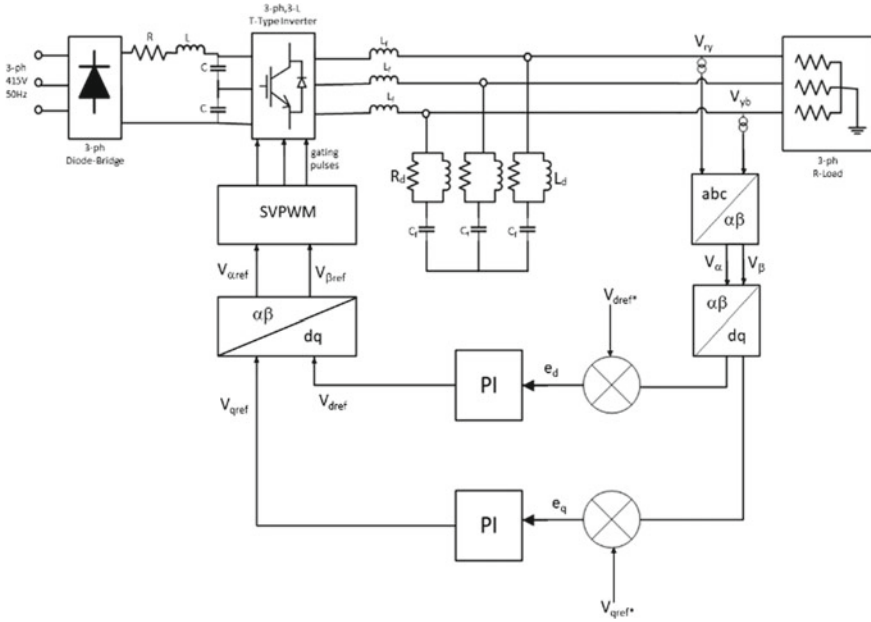 3-ph,3-L
T-Type Inverter
R
L
C
C
3-ph
415V
50Hz
3-ph
Diode-Bridge
gating
pulses
Lf
Lf
Lf
Vry
Vyb
3-ph
R-Load
Rd
Ld
Cf
Cf
Cf
abc
αβ
Vα
Vβ
αβ
dq
SVPWM
Vαref
Vβref
αβ
dq
Vqref
Vdref
PI
ed
Vdref*
PI
eq
Vqref*